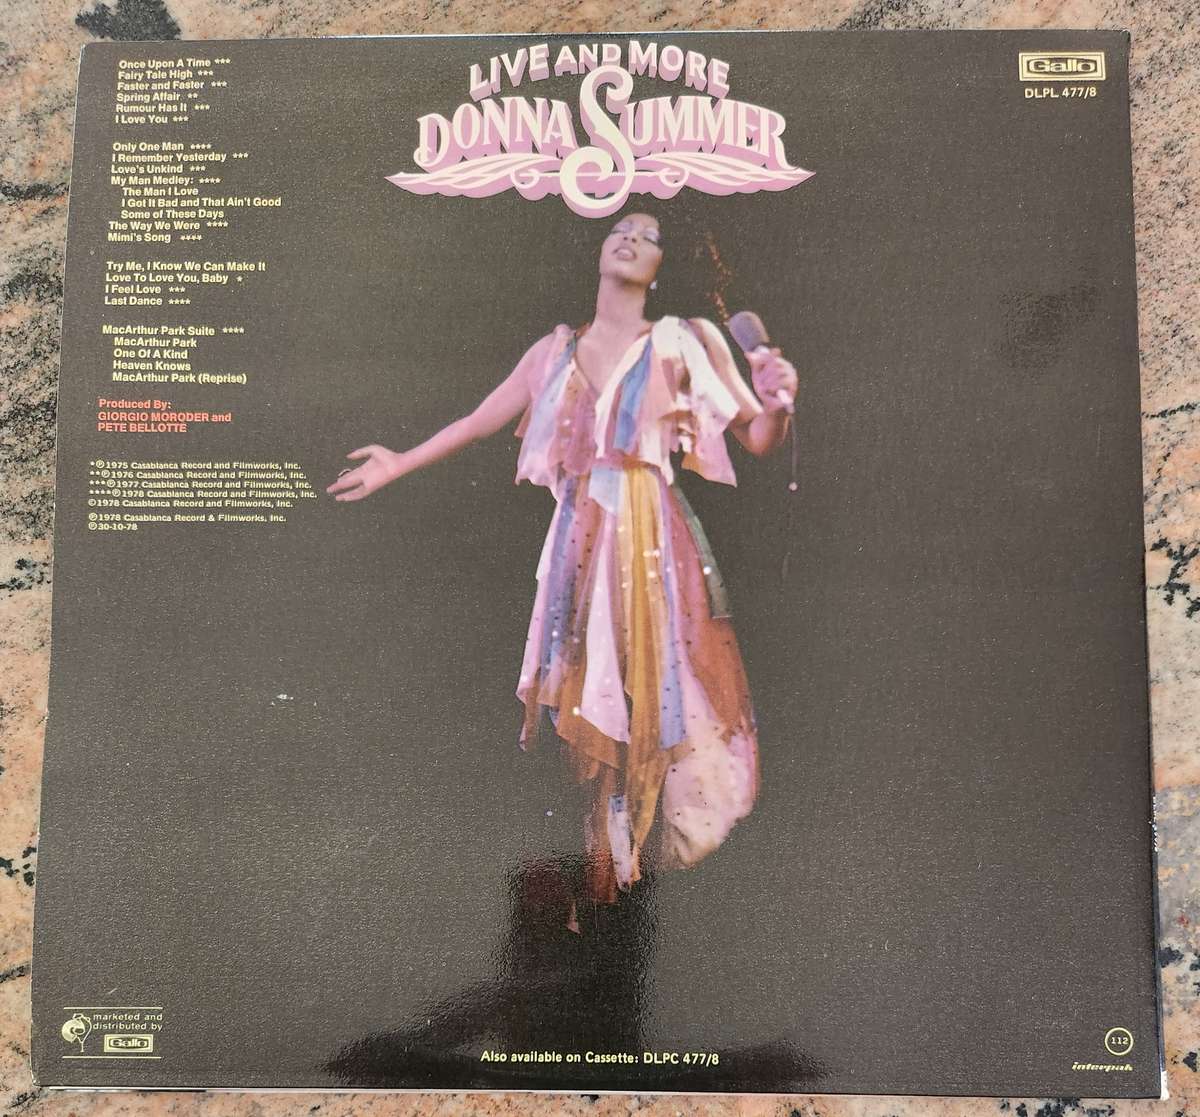 LIVE AND MORE
DONNA SUMMER
Gallo
DLPL 477/8
Once Upon A Time ***
Fairy Tale High ***
Faster and Faster ***
Spring Affair **
Rumour Has It ***
I Love You ***
Only One Man ****
I Remember Yesterday ***
Love's Unkind ***
My Man Medley: ****
The Man I Love
I Got It Bad and That Ain't Good
Some of These Days
The Way We Were ****
Mimi's Song ****
Try Me, I Know We Can Make It
Love To Love You, Baby *
I Feel Love ***
Last Dance ****
MacArthur Park Suite ****
MacArthur Park
One Of A Kind
Heaven Knows
MacArthur Park (Reprise)
Produced By:
GIORGIO MORODER and
PETE BELLOTTE
*℗1975 Casablanca Record and Filmworks, Inc.
**℗1976 Casablanca Record and Filmworks, Inc.
***℗1977 Casablanca Record and Filmworks, Inc.
****℗1978 Casablanca Record and Filmworks, Inc.
©1978 Casablanca Record and Filmworks, Inc.
℗1978 Casablanca Record & Filmworks, Inc.
℗30-10-78
marketed and
distributed by
Gallo
Also available on Cassette: DLPC 477/8
112
interpak